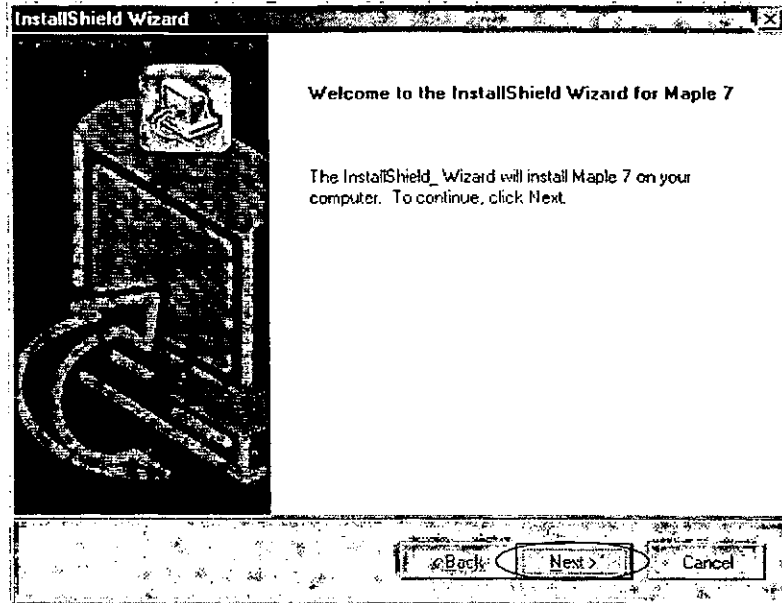 InstallShield Wizard
Welcome to the InstallShield Wizard for Maple 7
The InstallShield_ Wizard will install Maple 7 on your
computer. To continue, click Next.
< Back
Next >
Cancel